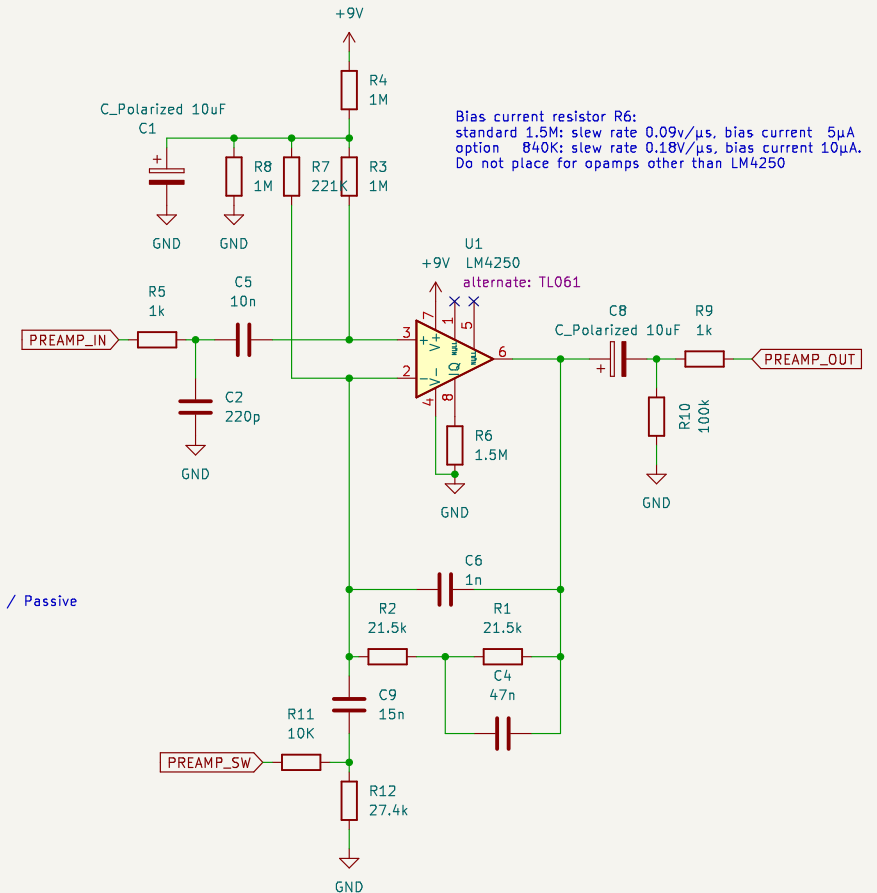 +9V
R4
1M
C_Polarized 10uF
C1
+
R8
1M
R7
221K
R3
1M
GND
GND
Bias current resistor R6:
standard 1.5M: slew rate 0.09v/µs, bias current 5µA
option 840K: slew rate 0.18V/µs, bias current 10µA.
Do not place for opamps other than LM4250
U1
+9V LM4250
alternate: TL061
R5
1k
C5
10n
PREAMP_IN
C2
220p
GND
7
1
5
3
+
V+
NULL
NULL
6
2
-
V-
IQ
4
8
R6
1.5M
GND
C8
C_Polarized 10uF
+
R9
1k
PREAMP_OUT
R10
100k
GND
/ Passive
C6
1n
R2
21.5k
R1
21.5k
C4
47n
C9
15n
R11
10K
PREAMP_SW
R12
27.4k
GND